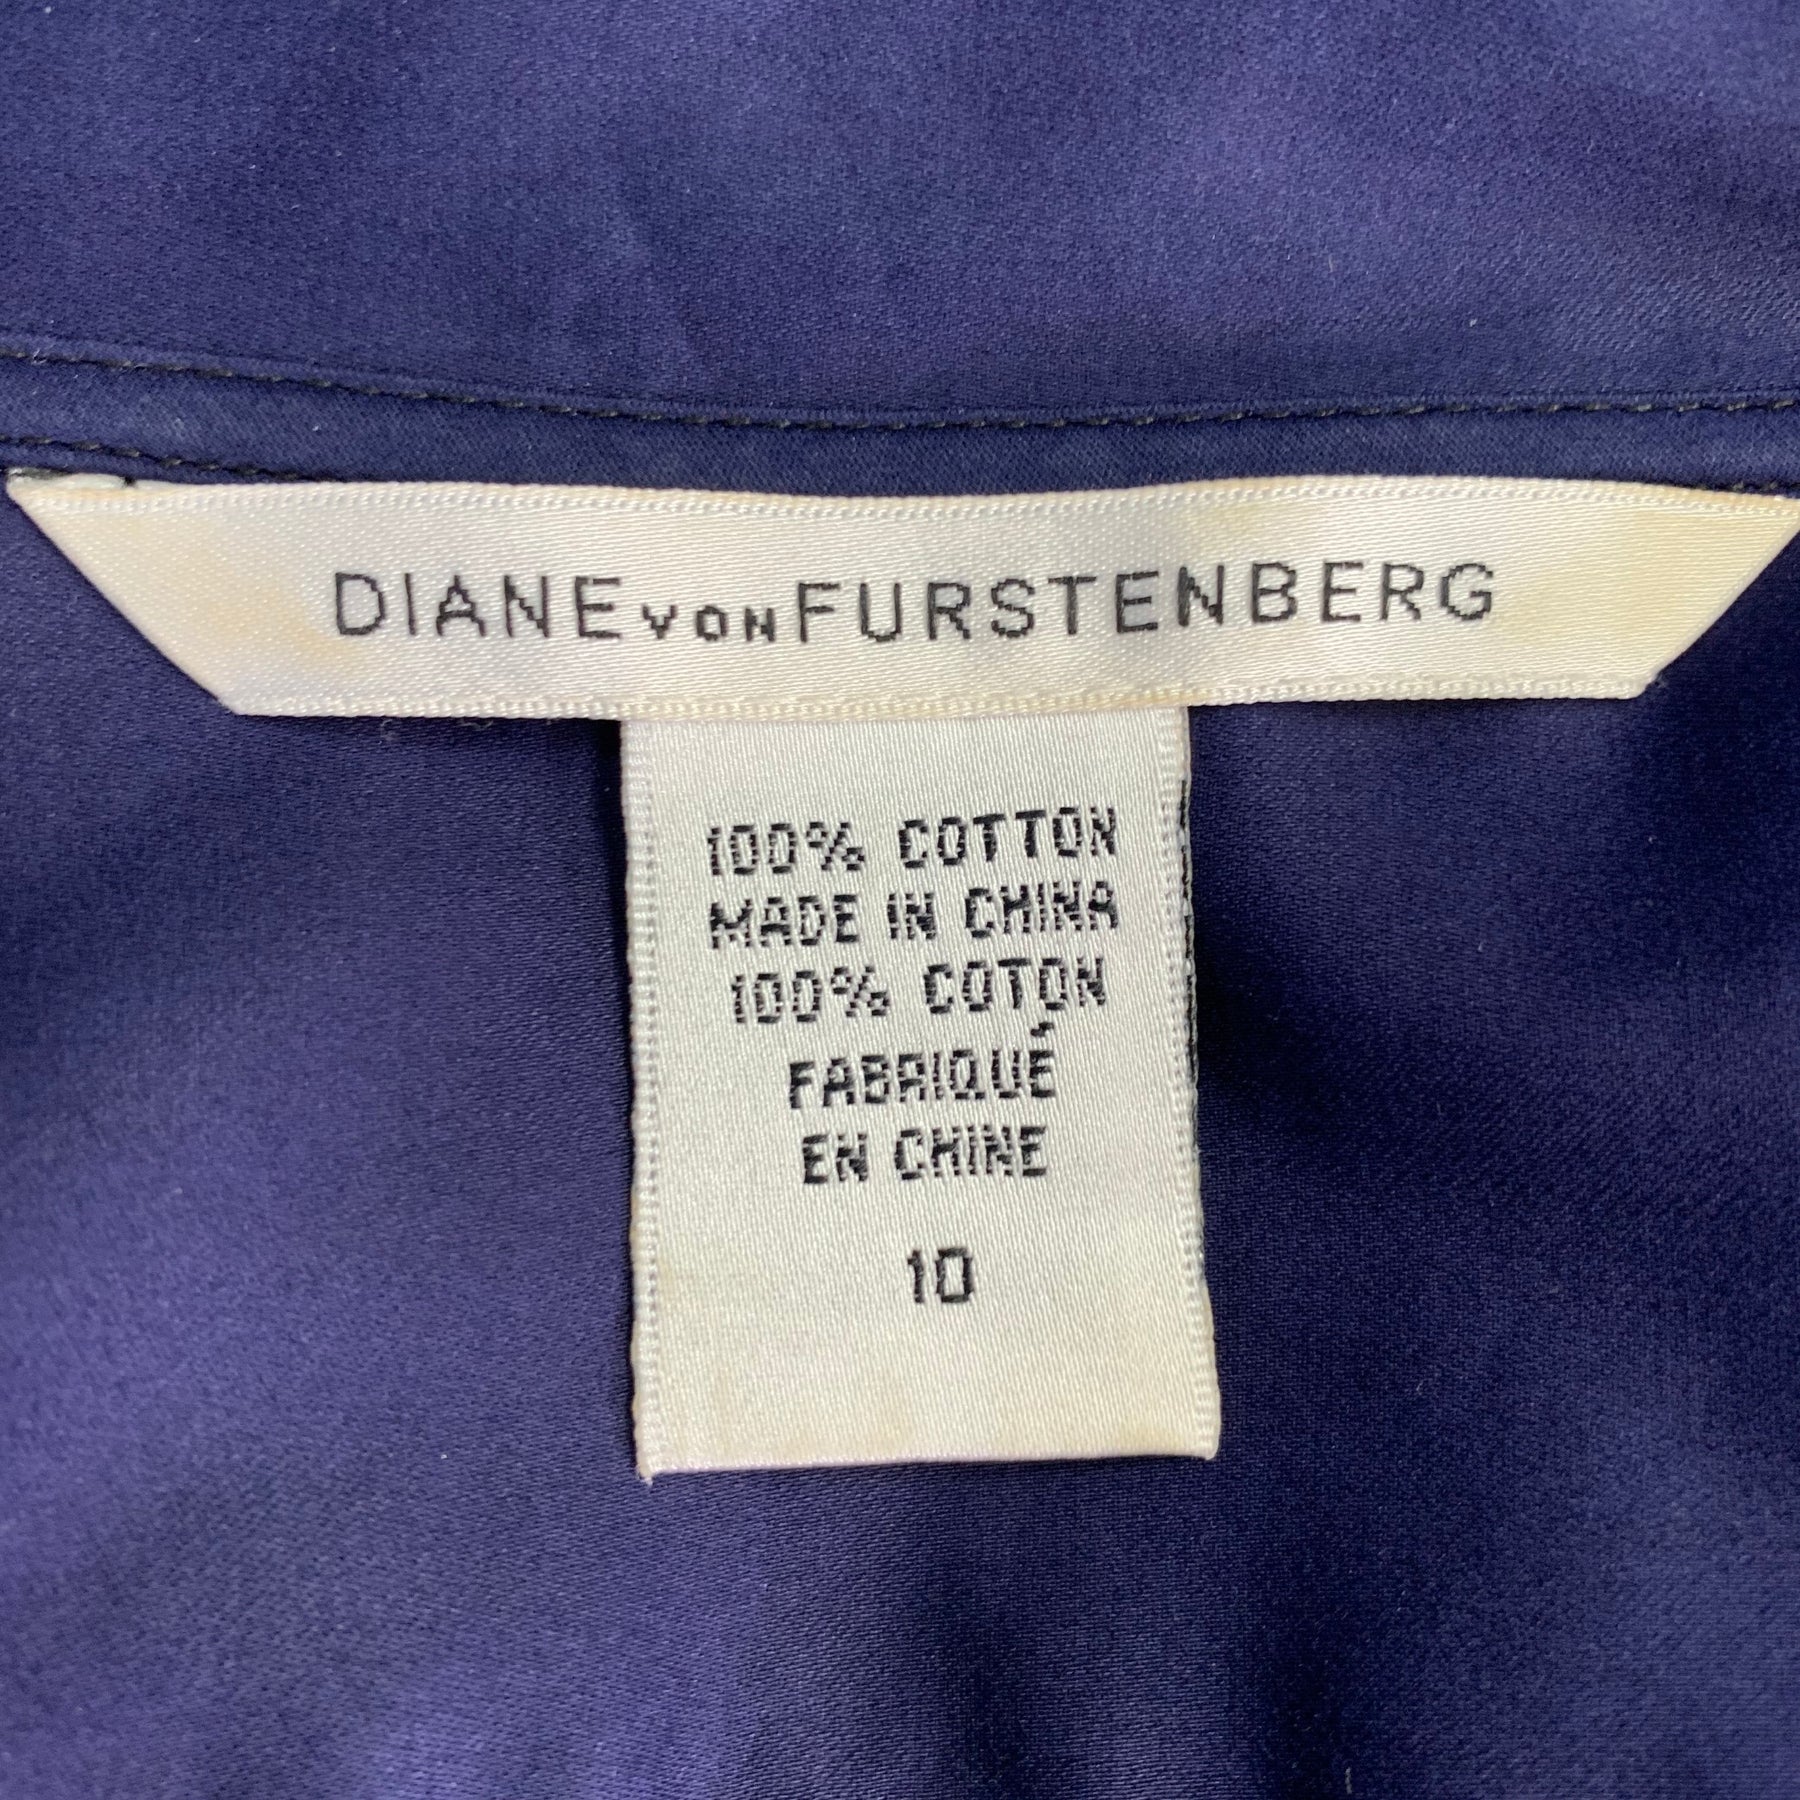 DIANE VON FURSTENBERG
100% COTTON
MADE IN CHINA
100% COTON
FABRIQUÉ
EN CHINE
10